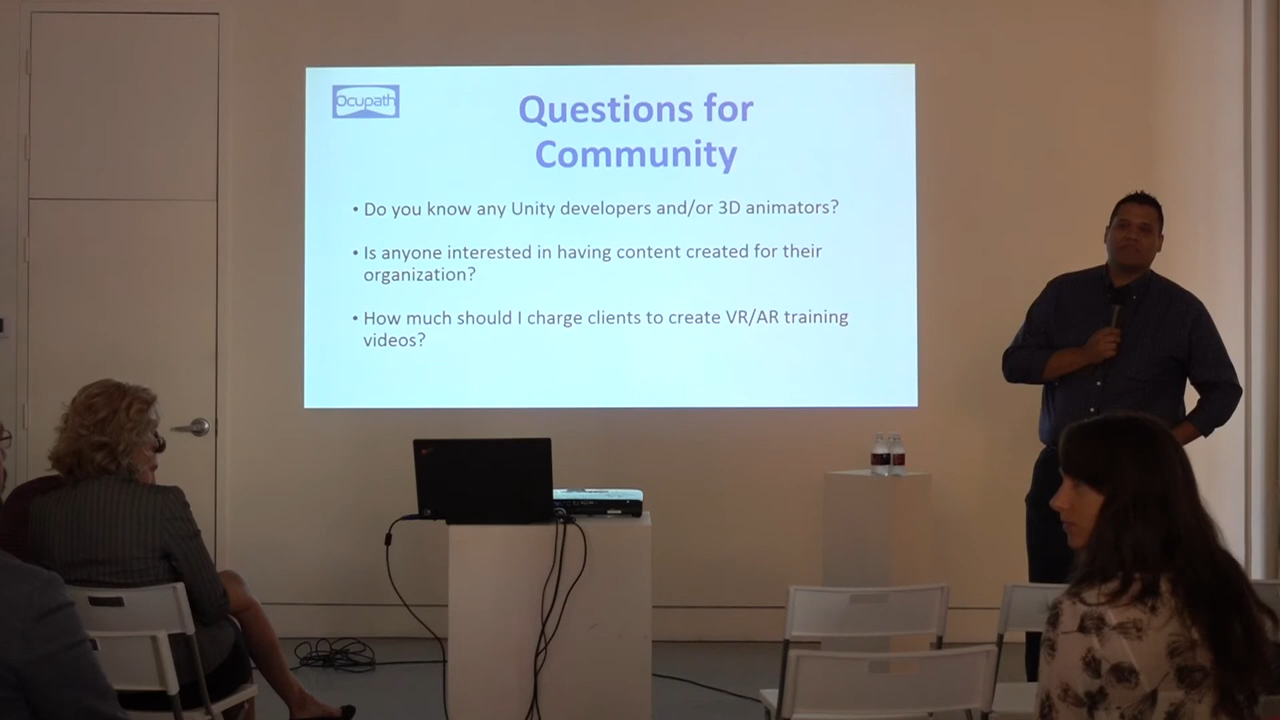 Ocupath
Questions for
Community
• Do you know any Unity developers and/or 3D animators?
• Is anyone interested in having content created for their
organization?
• How much should I charge clients to create VR/AR training
videos?